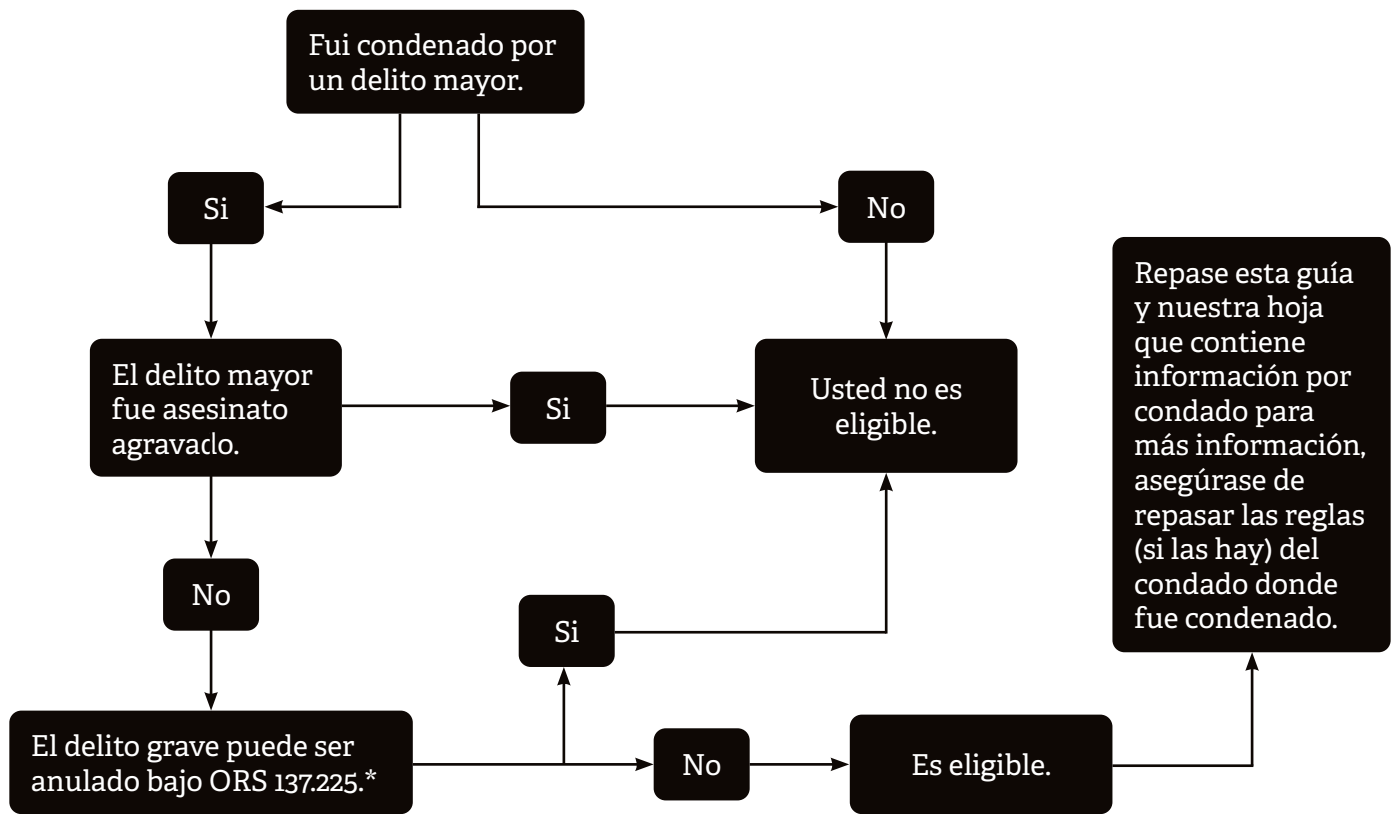 Fui condenado por
un delito mayor.
Si
No
El delito mayor
fue asesinato
agravado.
Si
Usted no es
eligible.
Repase esta guía
y nuestra hoja
que contiene
información por
condado para
más información,
asegúrase de
repasar las reglas
(si las hay) del
condado donde
fue condenado.
No
Si
El delito grave puede ser
anulado bajo ORS 137.225.*
No
Es eligible.